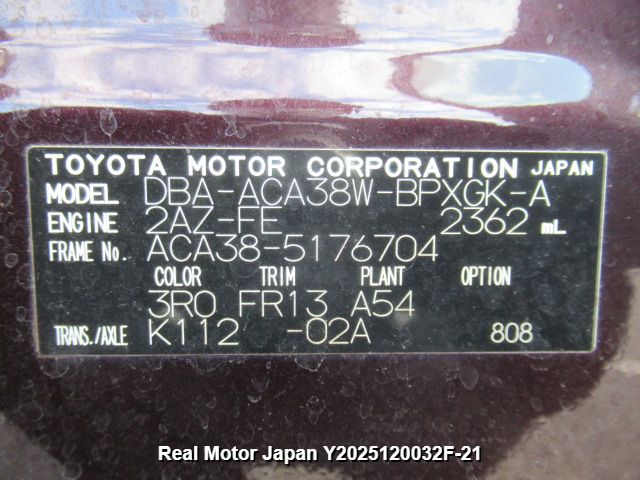 TOYOTA MOTOR CORPORATION JAPAN
MODEL DBA-ACA38W-BPXGK-A
ENGINE 2AZ-FE 2362 mL
FRAME No. ACA38-5176704
COLOR TRIM PLANT OPTION
3R0 FR13 A54
TRANS./AXLE K112 -02A 808
Real Motor Japan Y2025120032F-21